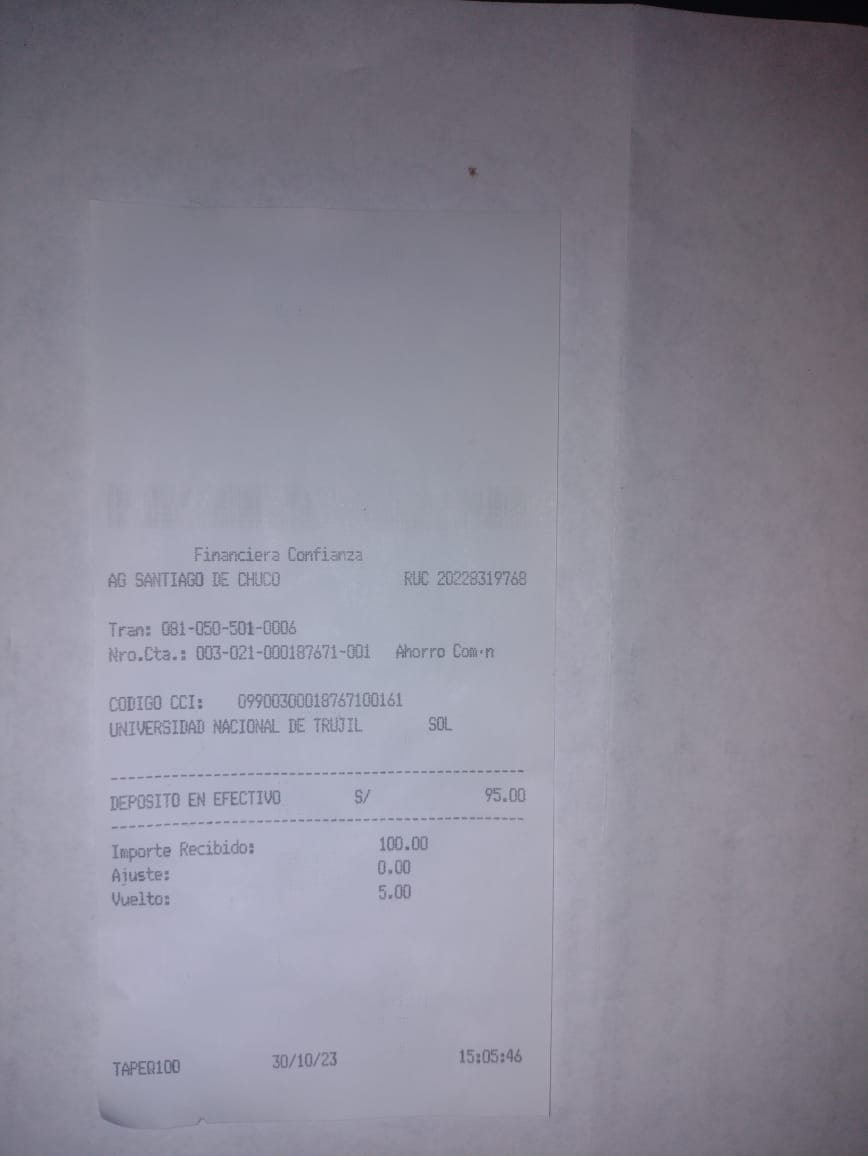 Financiera Confianza
AG SANTIAGO DE CHUCO RUC 20228319768
Tran: 081-050-501-0006
Nro.Cta.: 003-021-000187671-001 Ahorro Com·n
CODIGO CCI: 09900300018767100161
UNIVERSIDAD NACIONAL DE TRUJIL SOL
DEPOSITO EN EFECTIVO S/ 95.00
Importe Recibido: 100.00
Ajuste: 0.00
Vuelto: 5.00
TAPER100 30/10/23 15:05:46